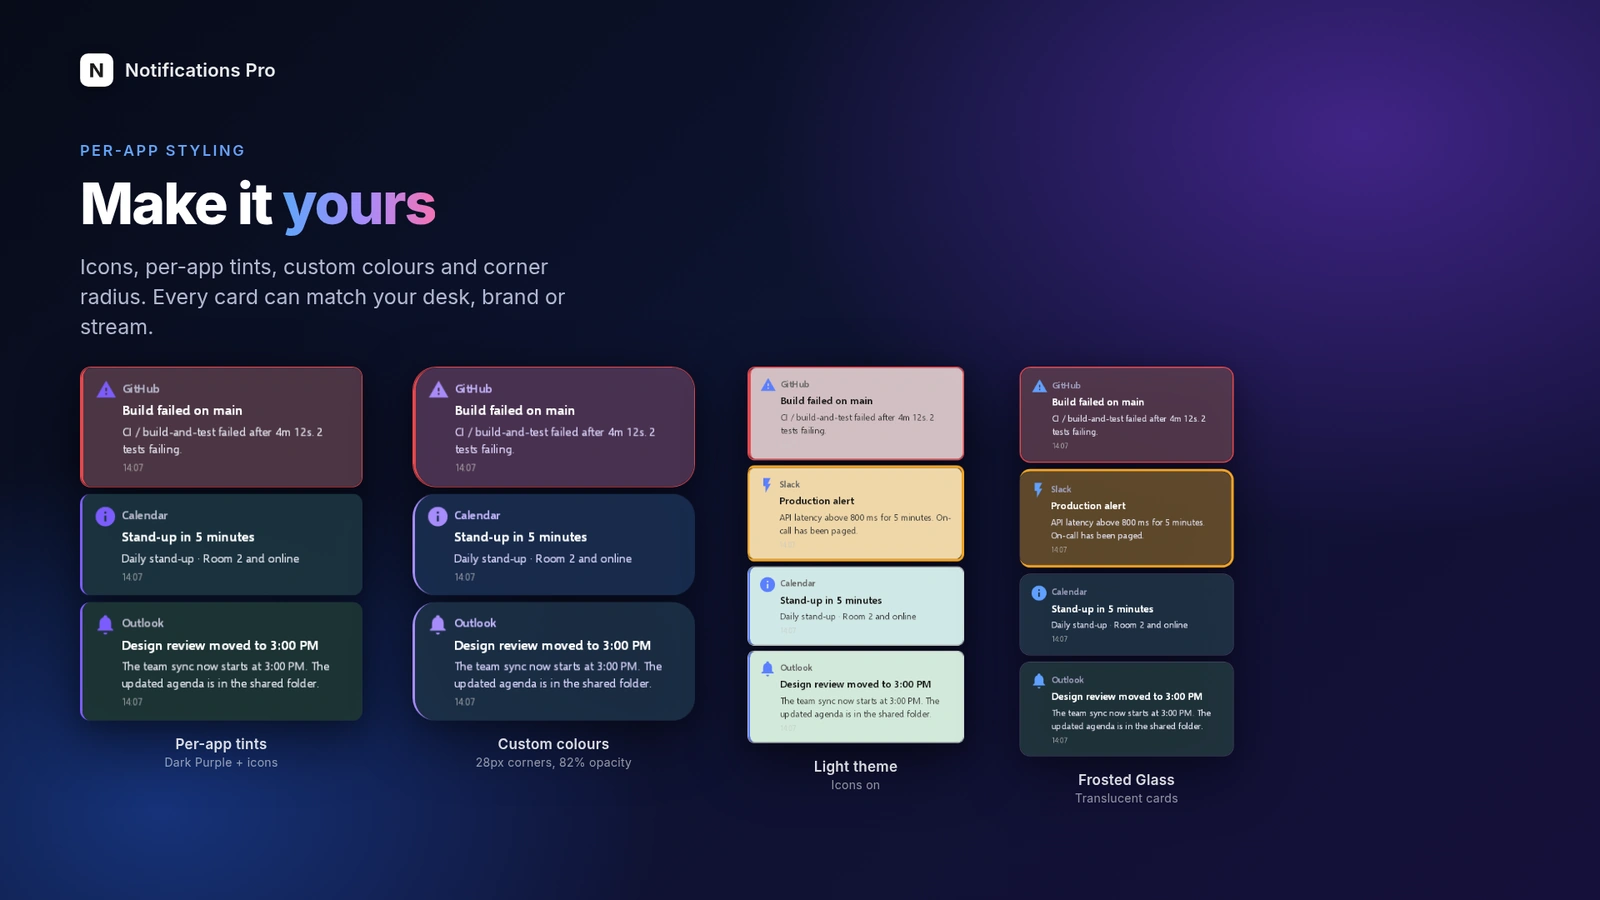 N
Notifications Pro
PER-APP STYLING
Make it yours
Icons, per-app tints, custom colours and corner
radius. Every card can match your desk, brand or
stream.
GitHub
Build failed on main
CI / build-and-test failed after 4m 12s. 2
tests failing.
14:07
Calendar
Stand-up in 5 minutes
Daily stand-up · Room 2 and online
14:07
Outlook
Design review moved to 3:00 PM
The team sync now starts at 3:00 PM. The
updated agenda is in the shared folder.
14:07
Per-app tints
Dark Purple + icons
GitHub
Build failed on main
CI / build-and-test failed after 4m 12s. 2
tests failing.
14:07
Calendar
Stand-up in 5 minutes
Daily stand-up · Room 2 and online
14:07
Outlook
Design review moved to 3:00 PM
The team sync now starts at 3:00 PM. The
updated agenda is in the shared folder.
14:07
Custom colours
28px corners, 82% opacity
GitHub
Build failed on main
CI / build-and-test failed after 4m 12s. 2
tests failing.
Slack
Production alert
API latency above 800 ms for 5 minutes. On-
call has been paged.
Calendar
Stand-up in 5 minutes
Daily stand-up · Room 2 and online
14:07
Outlook
Design review moved to 3:00 PM
The team sync now starts at 3:00 PM. The
updated agenda is in the shared folder.
14:07
Light theme
Icons on
GitHub
Build failed on main
CI / build-and-test failed after 4m 12s. 2
tests failing.
14:07
Slack
Production alert
API latency above 800 ms for 5 minutes.
On-call has been paged.
14:07
Calendar
Stand-up in 5 minutes
Daily stand-up · Room 2 and online
14:07
Outlook
Design review moved to 3:00 PM
The team sync now starts at 3:00 PM. The
updated agenda is in the shared folder.
14:07
Frosted Glass
Translucent cards